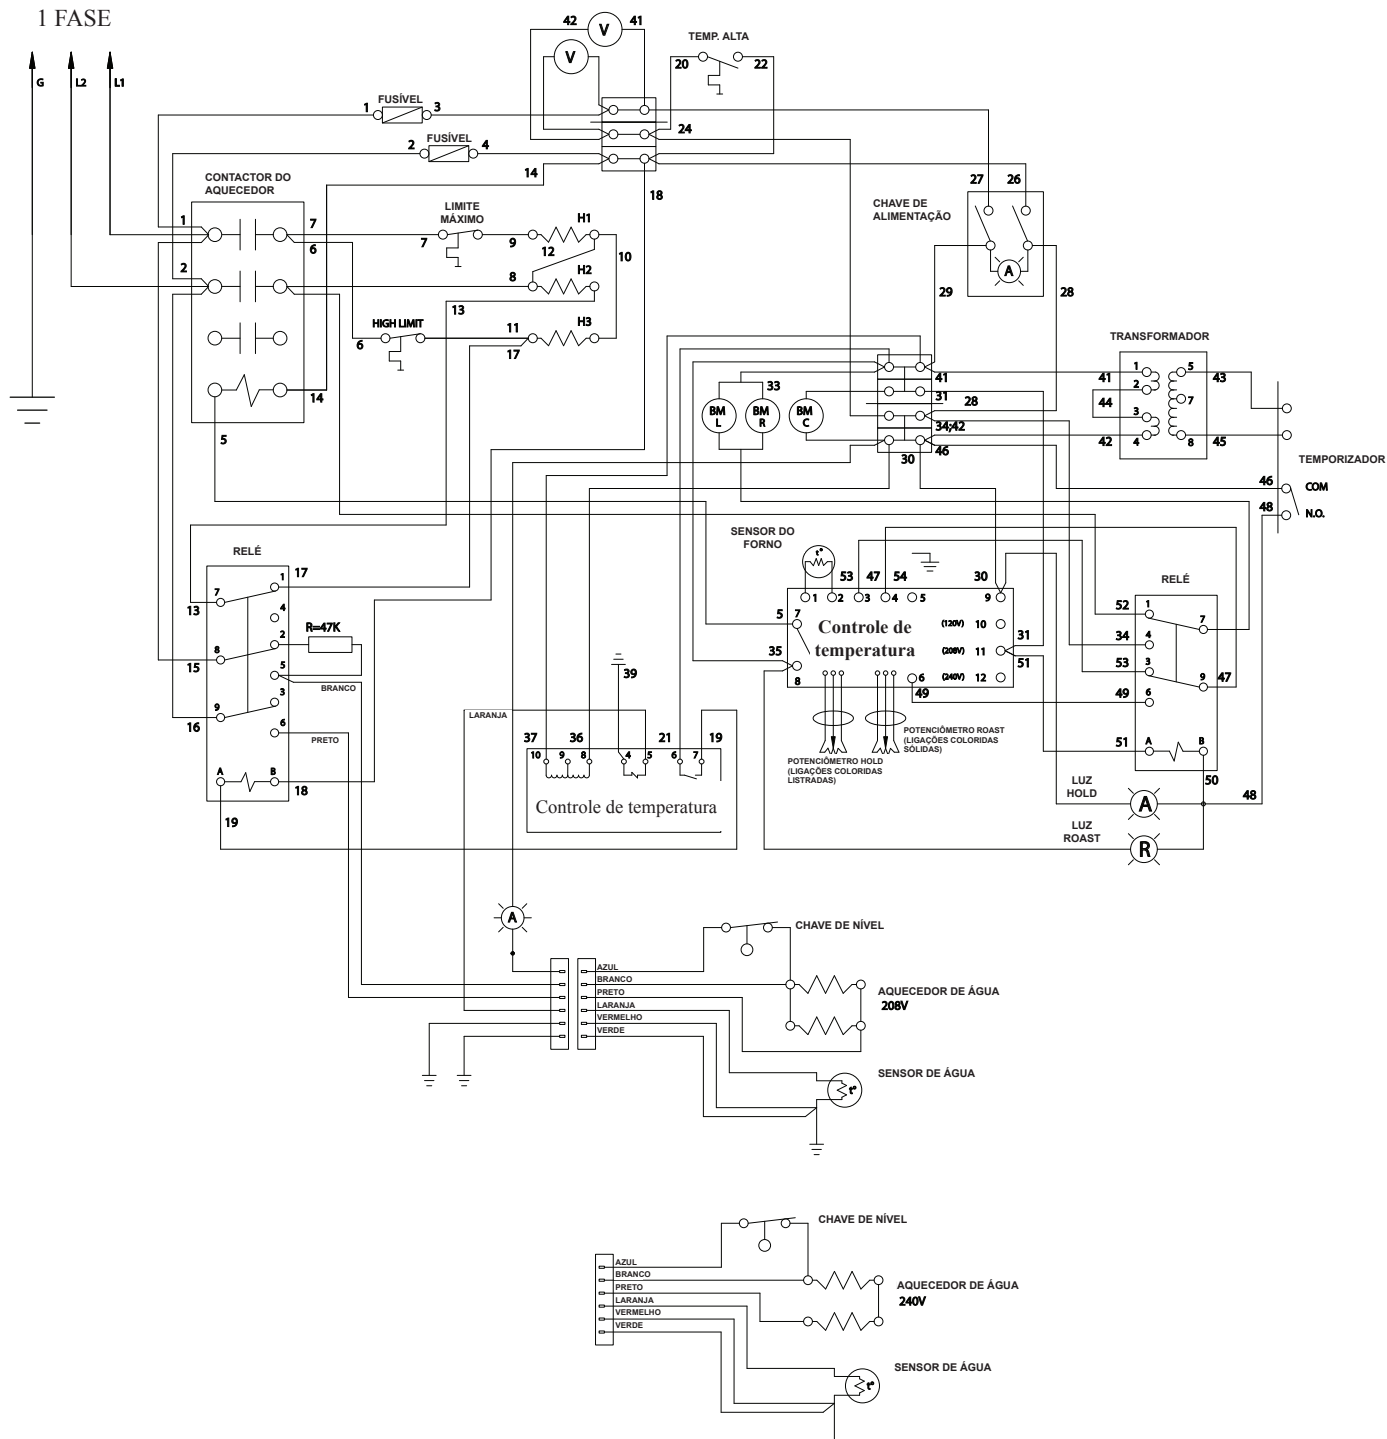 1 FASE
G
L2
L1
42
41
V
V
TEMP. ALTA
20
22
FUSÍVEL
1
3
FUSÍVEL
2
4
24
14
18
CONTACTOR DO
AQUECEDOR
1
7
6
2
LIMITE
MÁXIMO
7
9
H1
12
10
8
H2
13
HIGH LIMIT
6
11
17
H3
14
5
27
26
CHAVE DE
ALIMENTAÇÃO
A
29
28
TRANSFORMADOR
41
1
2
44
3
42
4
5
7
8
43
45
TEMPORIZADOR
46
COM
48
N.O.
33
BM
L
BM
R
BM
C
41
31
28
34;42
46
30
RELÉ
13
7
1
17
4
2
R=47K
8
15
5
BRANCO
3
9
16
6
PRETO
A
B
18
19
SENSOR DO
FORNO
t°
53
47
54
30
1
2
3
4
5
9
5
7
Controle de
temperatura
(120V)
10
31
(208V)
11
51
(240V)
12
35
8
6
49
POTENCIÔMETRO ROAST
(LIGAÇÕES COLORIDAS
SÓLIDAS)
POTENCIÔMETRO HOLD
(LIGAÇÕES COLORIDAS
LISTRADAS)
RELÉ
52
1
7
34
4
53
3
9
47
49
6
51
A
B
50
LUZ
HOLD
A
48
LUZ
ROAST
R
39
LARANJA
37
36
21
19
10
9
8
4
5
6
7
Controle de temperatura
A
CHAVE DE NÍVEL
AZUL
BRANCO
PRETO
LARANJA
VERMELHO
VERDE
AQUECEDOR DE ÁGUA
208V
SENSOR DE ÁGUA
t°
CHAVE DE NÍVEL
AZUL
BRANCO
PRETO
LARANJA
VERMELHO
VERDE
AQUECEDOR DE ÁGUA
240V
SENSOR DE ÁGUA
t°